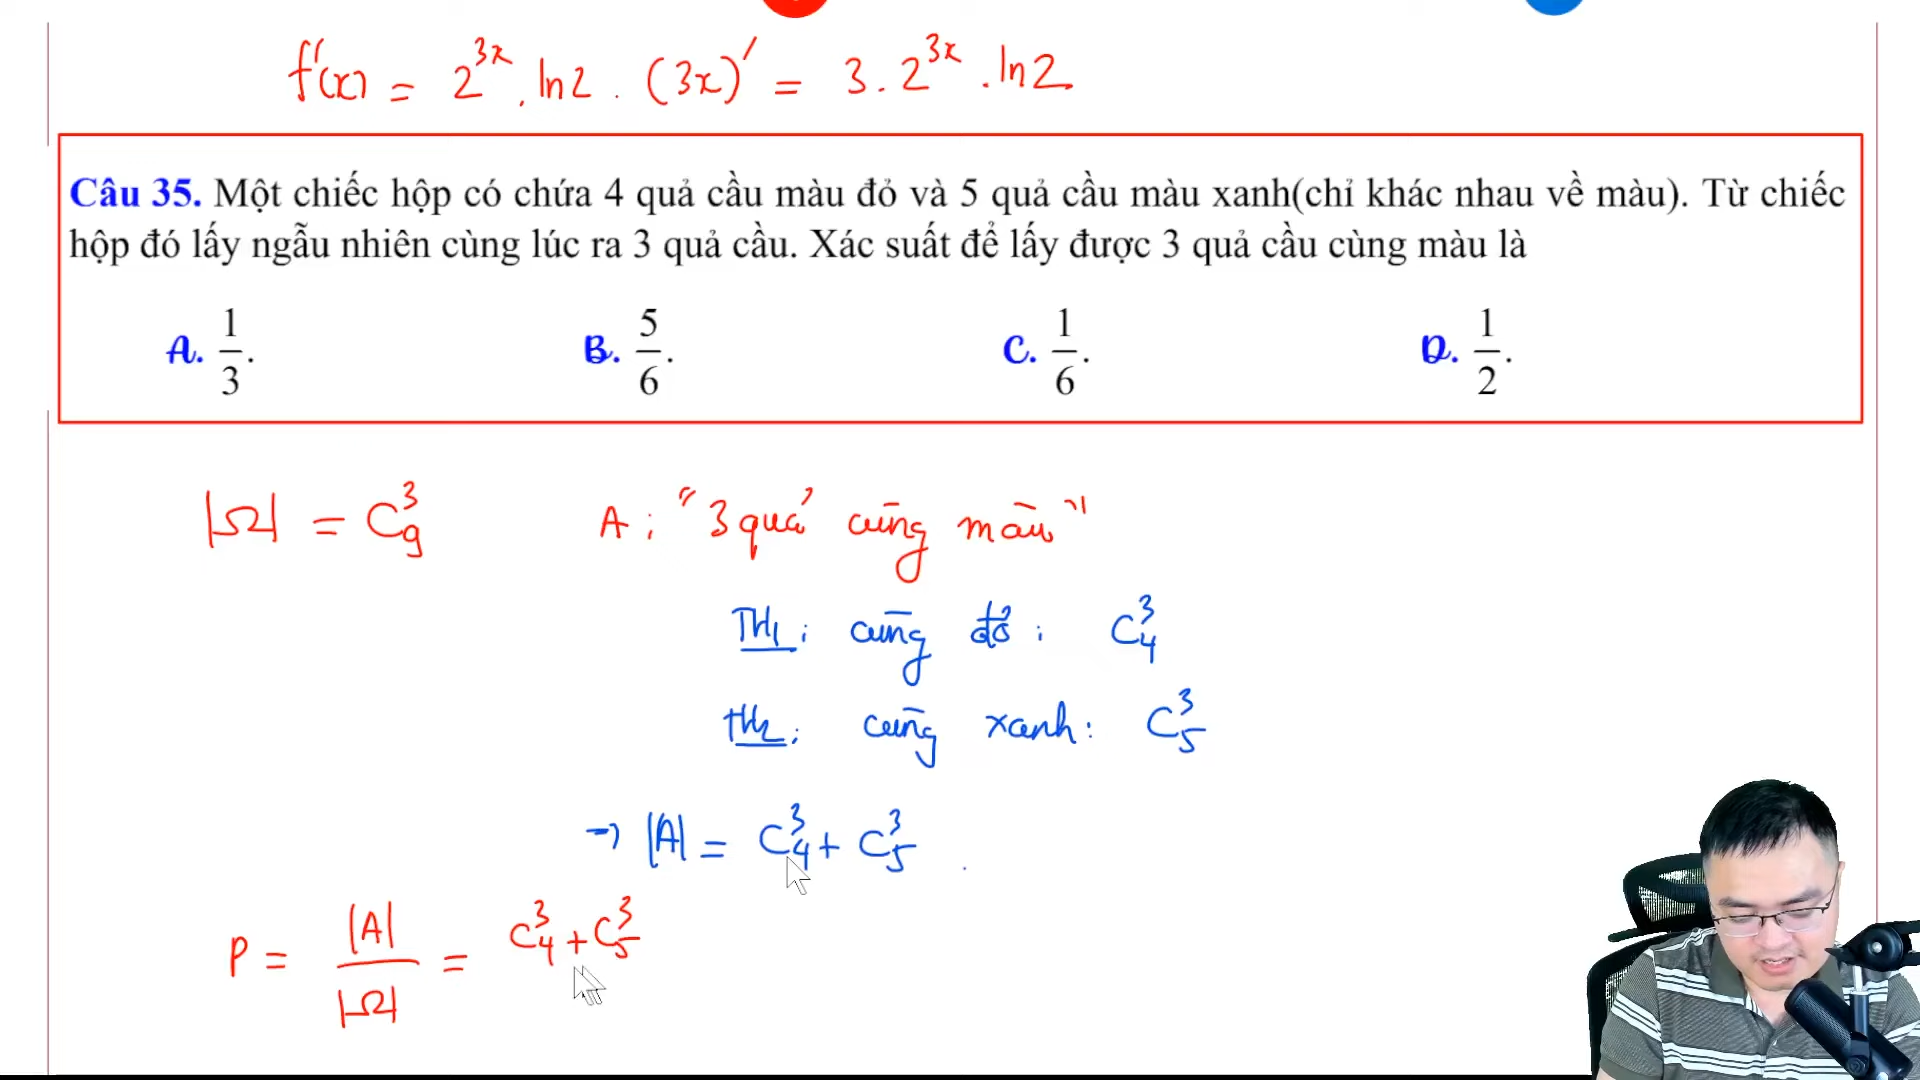 f'(x) = 2^{3x} . ln2 . (3x)' = 3 . 2^{3x} . ln2
Câu 35. Một chiếc hộp có chứa 4 quả cầu màu đỏ và 5 quả cầu màu xanh(chỉ khác nhau về màu). Từ chiếc
hộp đó lấy ngẫu nhiên cùng lúc ra 3 quả cầu. Xác suất để lấy được 3 quả cầu cùng màu là
A. 1/3. B. 5/6. C. 1/6. D. 1/2.
|Ω| = C_9^3 A : "3 quả cùng màu"
TH1 : cùng đỏ : C_4^3
TH2 : cùng xanh : C_5^3
→ |A| = C_4^3 + C_5^3
P = |A|/|Ω| = C_4^3 + C_5^3